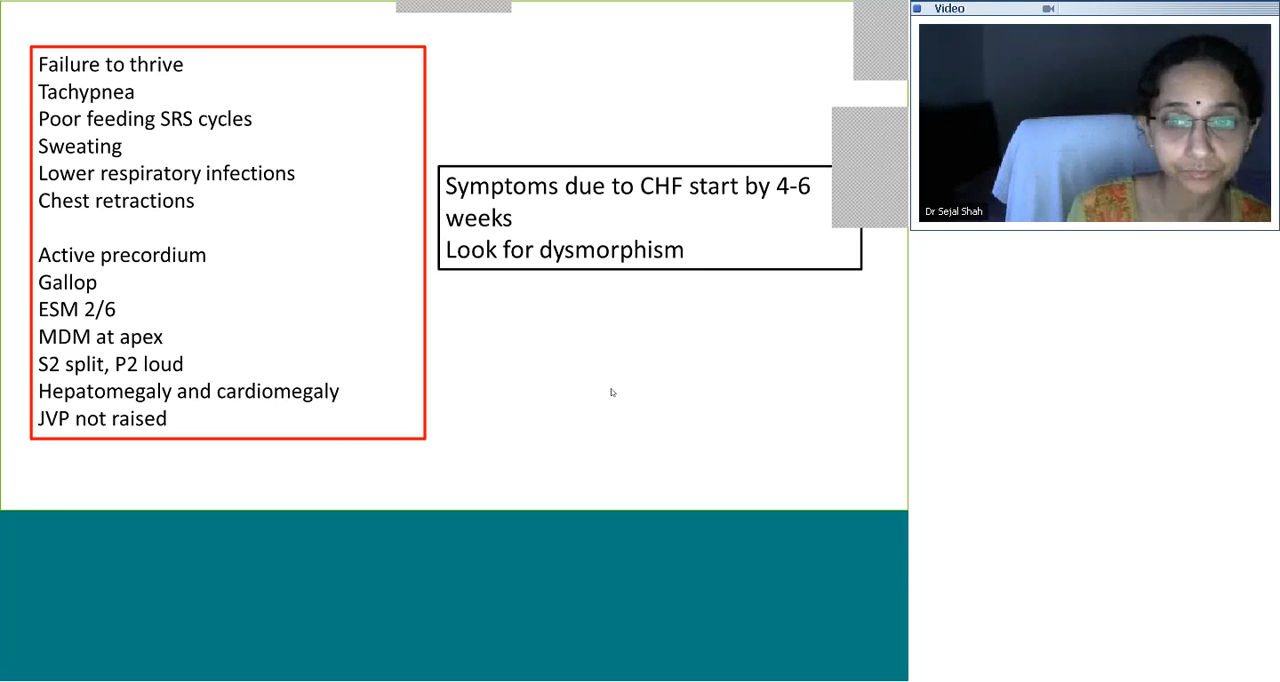 Failure to thrive
Tachypnea
Poor feeding SRS cycles
Sweating
Lower respiratory infections
Chest retractions
Active precordium
Gallop
ESM 2/6
MDM at apex
S2 split, P2 loud
Hepatomegaly and cardiomegaly
JVP not raised
Symptoms due to CHF start by 4-6
weeks
Look for dysmorphism
Video
Dr Sejal Shah